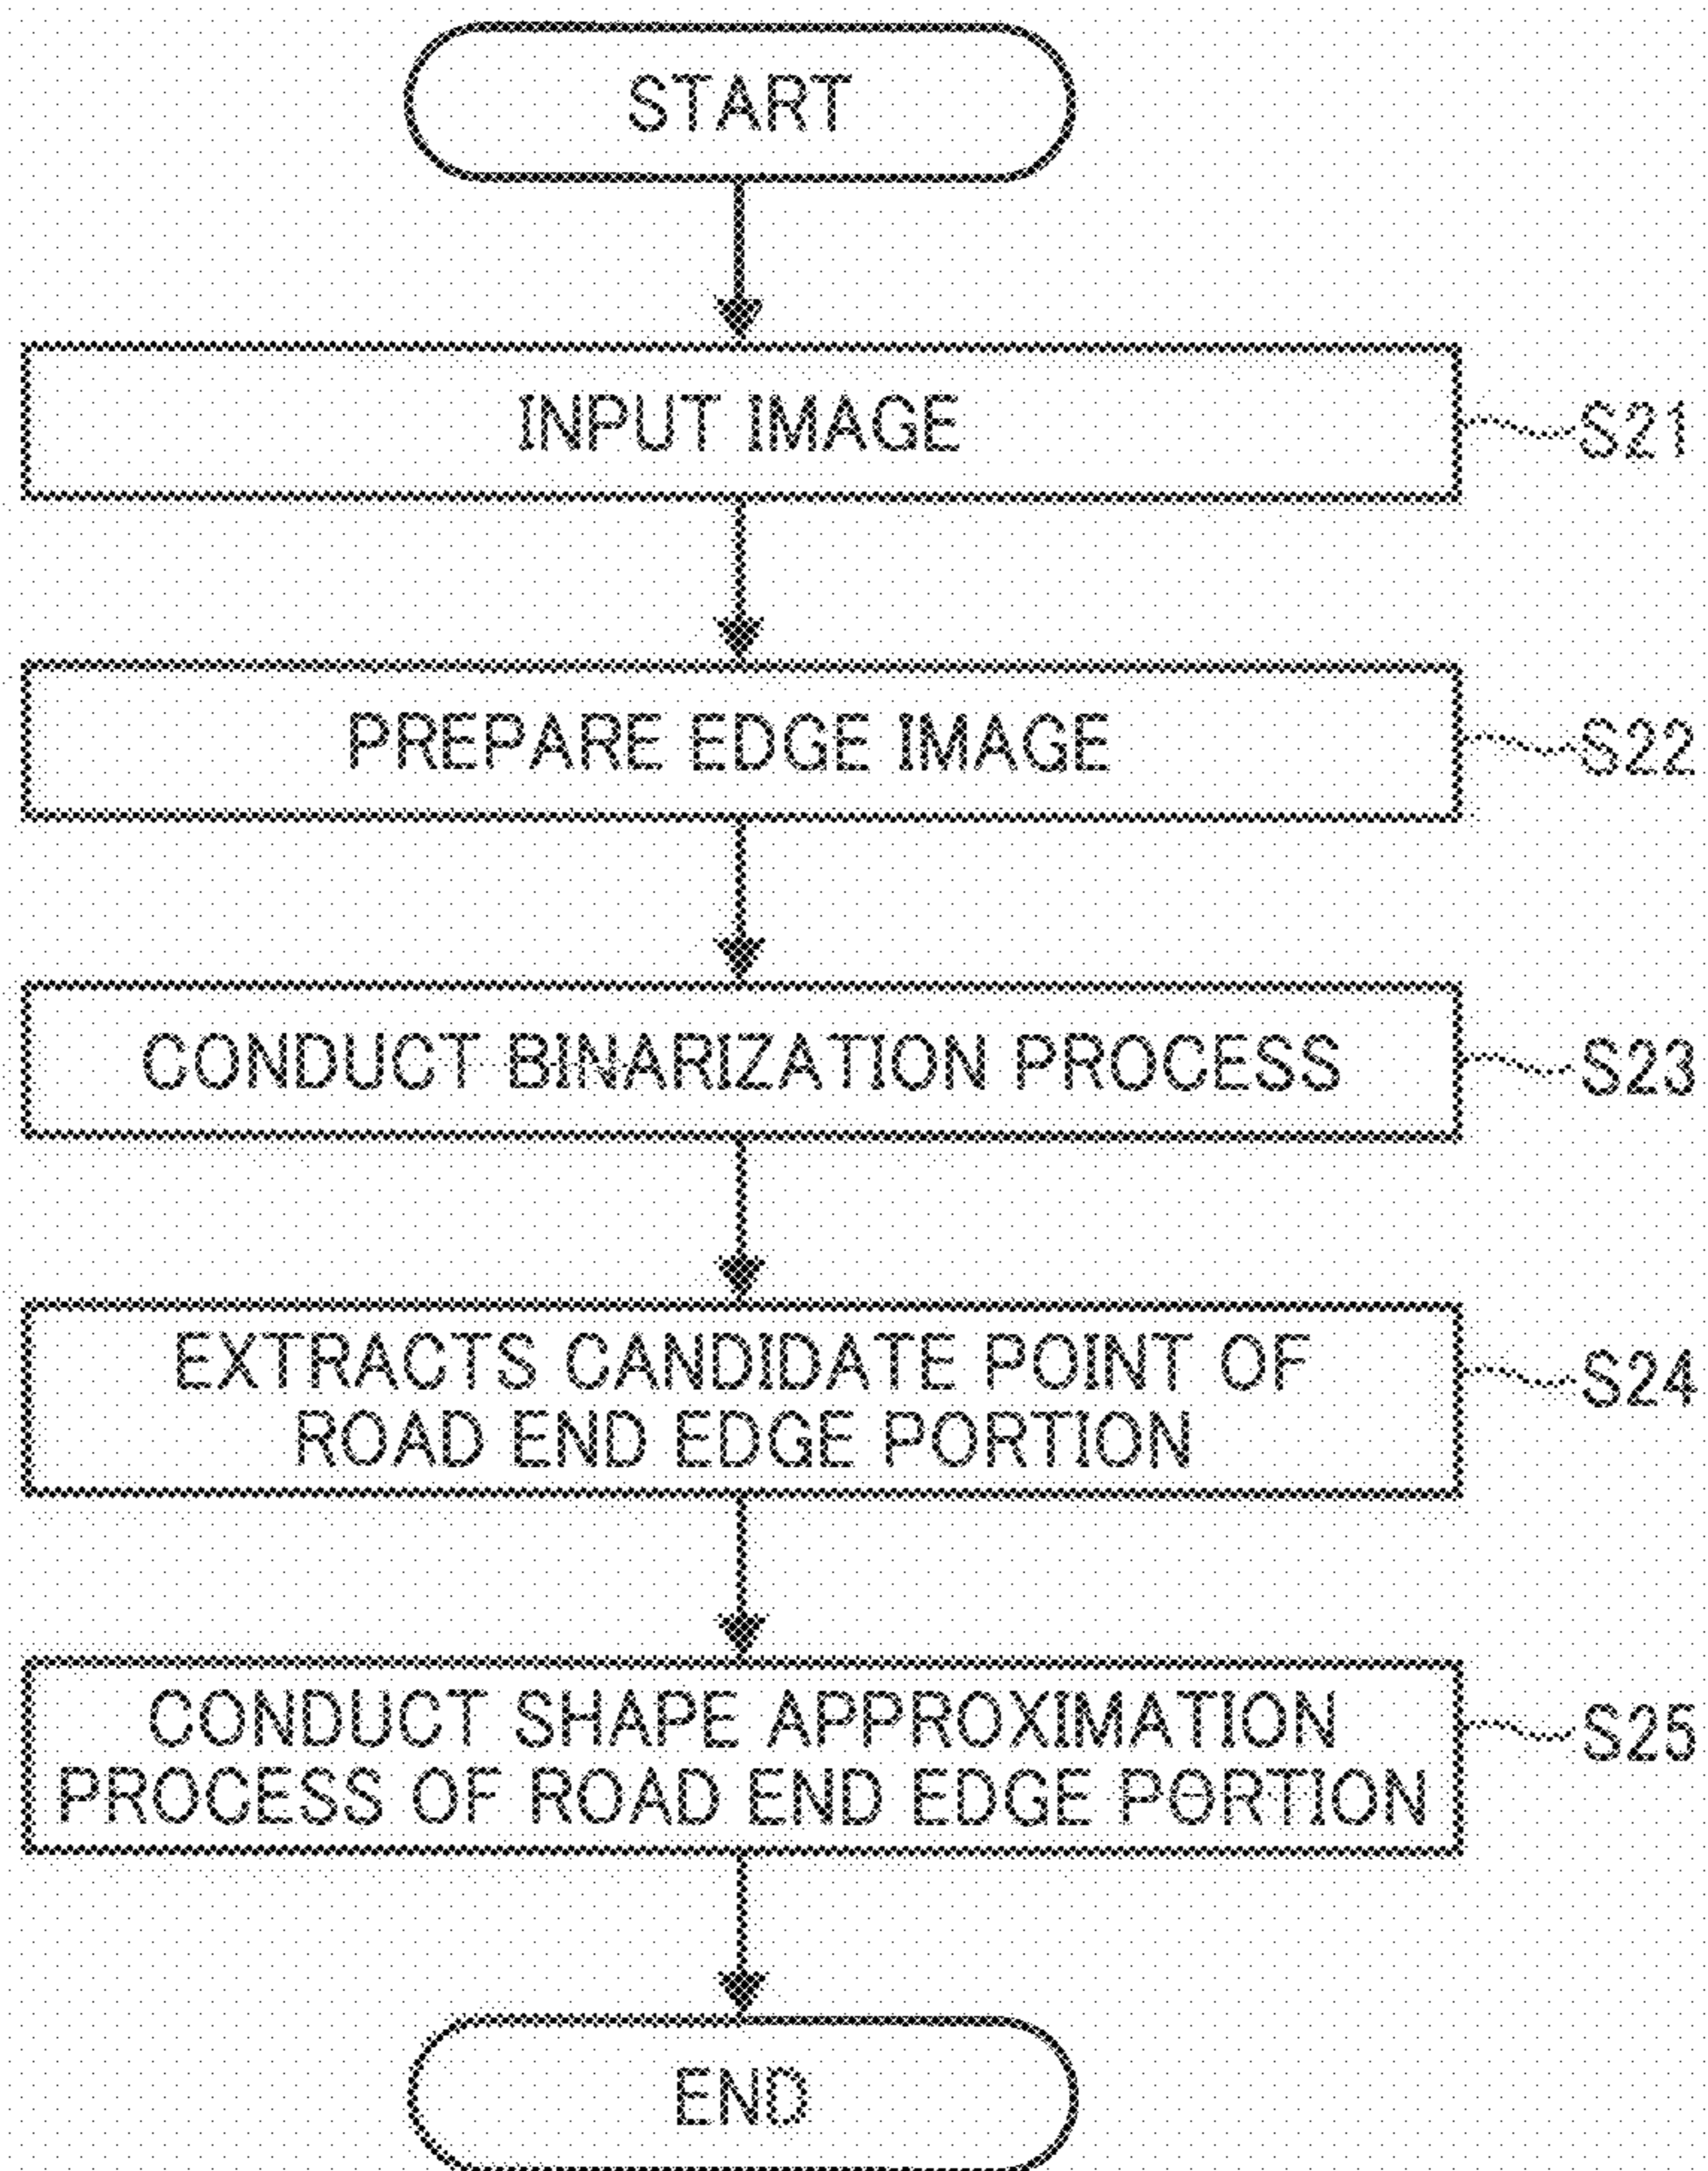 START
INPUT IMAGE
S21
PREPARE EDGE IMAGE
S22
CONDUCT BINARIZATION PROCESS
S23
EXTRACTS CANDIDATE POINT OF
ROAD END EDGE PORTION
S24
CONDUCT SHAPE APPROXIMATION
PROCESS OF ROAD END EDGE PORTION
S25
END